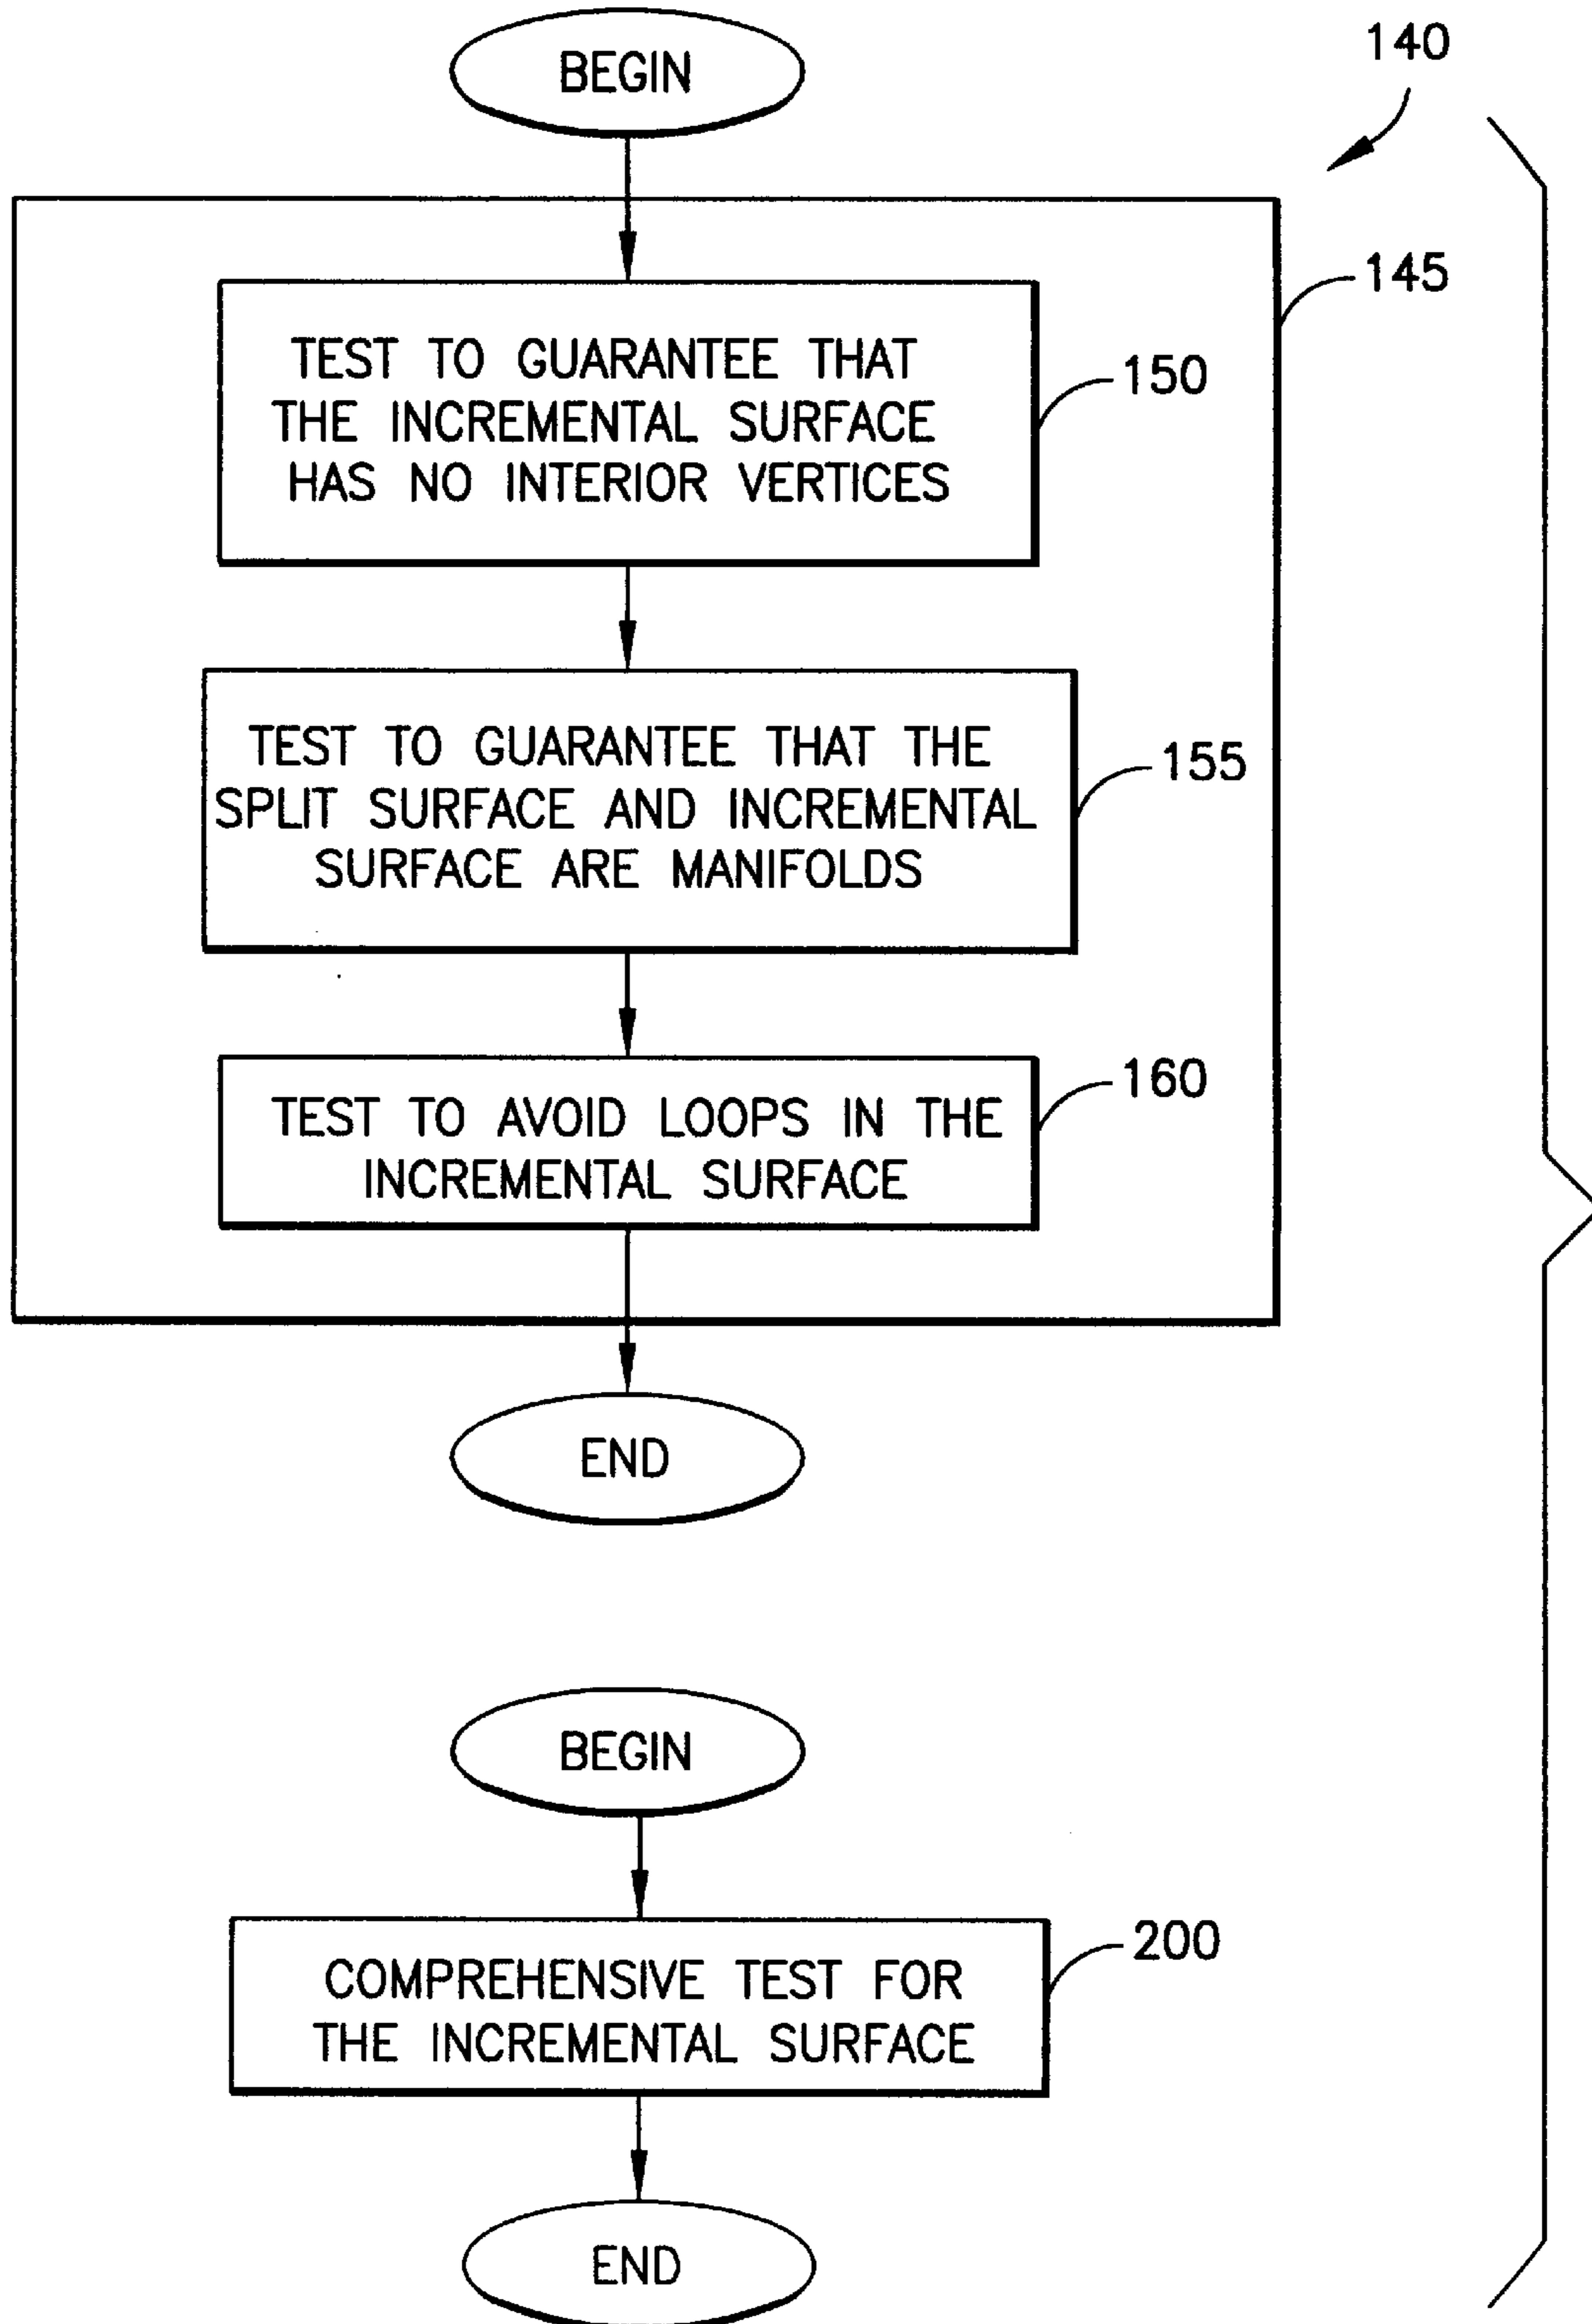 BEGIN
140
145
TEST TO GUARANTEE THAT
THE INCREMENTAL SURFACE
HAS NO INTERIOR VERTICES
150
TEST TO GUARANTEE THAT THE
SPLIT SURFACE AND INCREMENTAL
SURFACE ARE MANIFOLDS
155
TEST TO AVOID LOOPS IN THE
INCREMENTAL SURFACE
160
END
BEGIN
COMPREHENSIVE TEST FOR
THE INCREMENTAL SURFACE
200
END